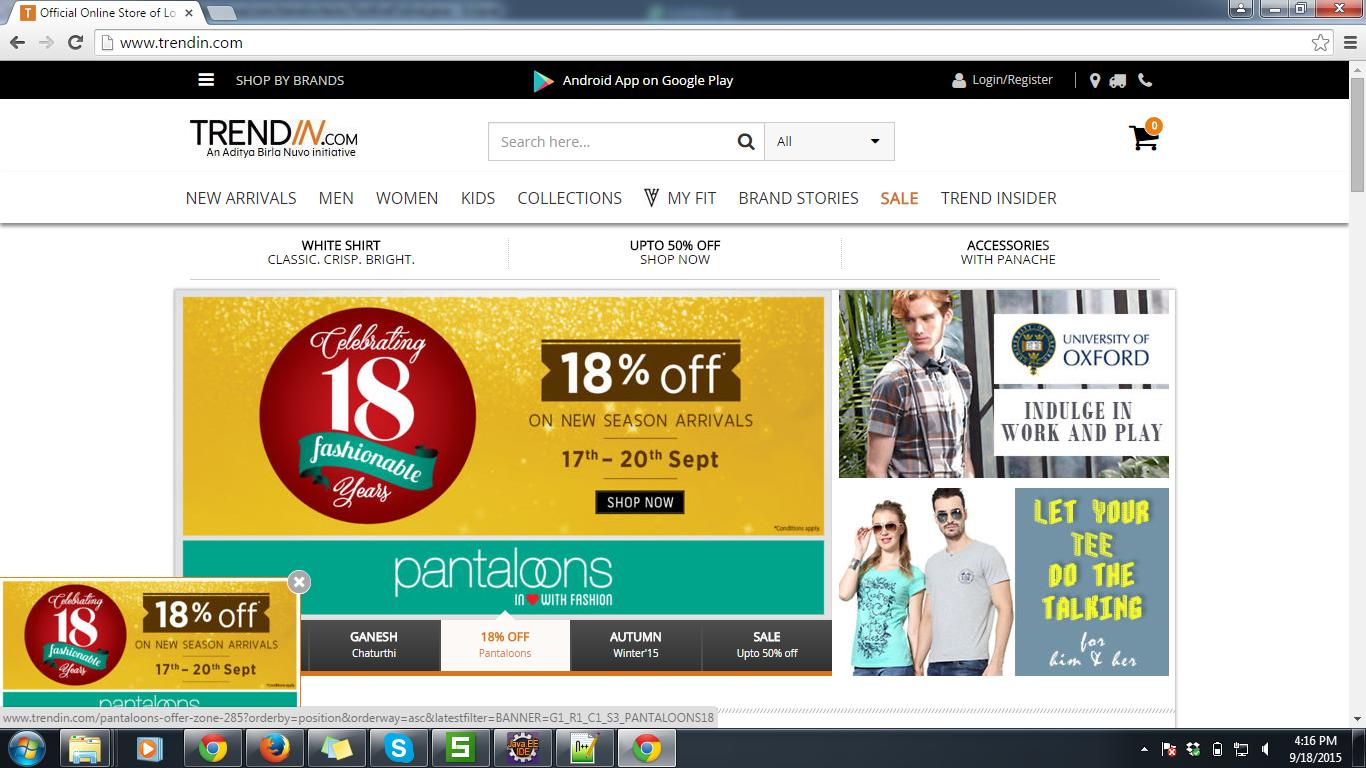 Official Online Store of Lo
www.trendin.com
SHOP BY BRANDS
Android App on Google Play
Login/Register
TRENDIN.COM
An Aditya Birla Nuvo initiative
Search here...
All
0
NEW ARRIVALS MEN WOMEN KIDS COLLECTIONS MY FIT BRAND STORIES SALE TREND INSIDER
WHITE SHIRT
CLASSIC. CRISP. BRIGHT.
UPTO 50% OFF
SHOP NOW
ACCESSORIES
WITH PANACHE
Celebrating
18
fashionable
Years
18% off*
ON NEW SEASON ARRIVALS
17th - 20th Sept
SHOP NOW
*Conditions apply
pantaloons
IN WITH FASHION
UNIVERSITY OF
OXFORD
INDULGE IN
WORK AND PLAY
LET YOUR
TEE
DO THE
TALKING
for
him & her
GANESH
Chaturthi
18% OFF
Pantaloons
AUTUMN
Winter'15
SALE
Upto 50% off
Celebrating
18
fashionable
Years
18% off*
ON NEW SEASON ARRIVALS
17th - 20th Sept
*Conditions apply
pantaloons
www.trendin.com/pantaloons-offer-zone-285?orderby=position&orderway=asc&latestfilter=BANNER=G1_R1_C1_S3_PANTALOONS18
Java EE
IDE
4:16 PM
9/18/2015